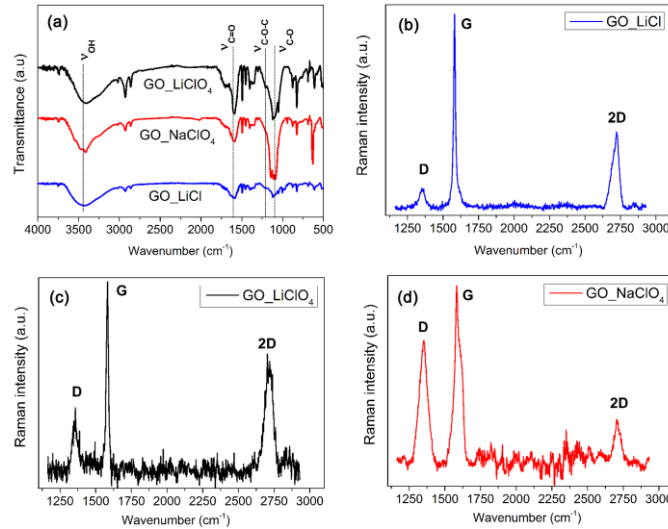 (a)
ν_OH
ν_C=O
ν_C-O-C
ν_C-O
GO_LiClO₄
GO_NaClO₄
GO_LiCl
Transmittance (a.u)
4000 3500 3000 2500 2000 1500 1000 500
Wavenumber (cm⁻¹)
(b)
GO_LiCl
G
D
2D
Raman intensity (a.u.)
1250 1500 1750 2000 2250 2500 2750 3000
Wavenumber (cm⁻¹)
(c)
GO_LiClO₄
G
D
2D
Raman intensity (a.u.)
1250 1500 1750 2000 2250 2500 2750 3000
Wavenumber (cm⁻¹)
(d)
GO_NaClO₄
G
D
2D
Raman intensity (a.u.)
1250 1500 1750 2000 2250 2500 2750 3000
Wavenumber (cm⁻¹)